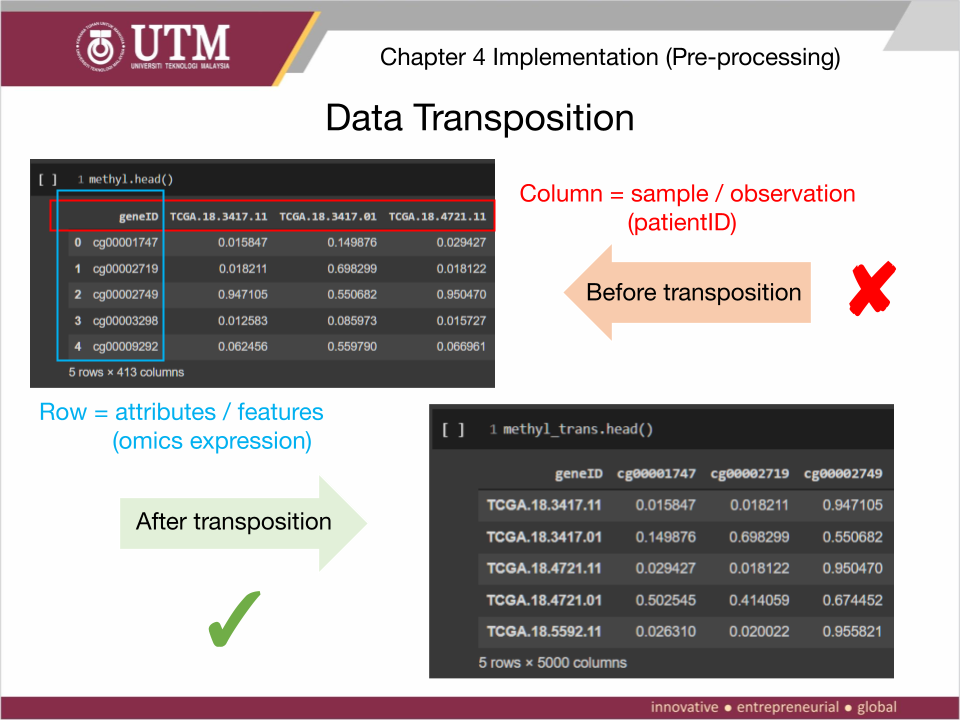 UTM
UNIVERSITI TEKNOLOGI MALAYSIA
Chapter 4 Implementation (Pre-processing)
Data Transposition
[ ] 1 methyl.head()
geneID TCGA.18.3417.11 TCGA.18.3417.01 TCGA.18.4721.11
0 cg00001747 0.015847 0.149876 0.029427
1 cg00002719 0.018211 0.698299 0.018122
2 cg00002749 0.947105 0.550682 0.950470
3 cg00003298 0.012583 0.085973 0.015727
4 cg00009292 0.062456 0.559790 0.066961
5 rows × 413 columns
Column = sample / observation
(patientID)
Before transposition
Row = attributes / features
(omics expression)
After transposition
[ ] 1 methyl_trans.head()
geneID cg00001747 cg00002719 cg00002749
TCGA.18.3417.11 0.015847 0.018211 0.947105
TCGA.18.3417.01 0.149876 0.698299 0.550682
TCGA.18.4721.11 0.029427 0.018122 0.950470
TCGA.18.4721.01 0.502545 0.414059 0.674452
TCGA.18.5592.11 0.026310 0.020022 0.955821
5 rows × 5000 columns
innovative ● entrepreneurial ● global